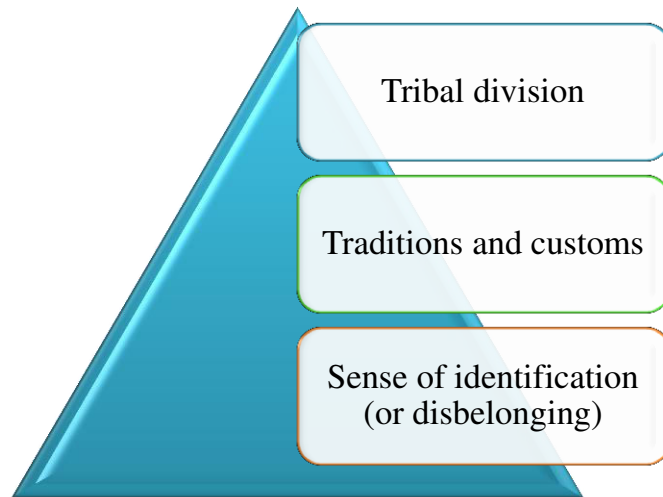 Tribal division
Traditions and customs
Sense of identification
(or disbelonging)